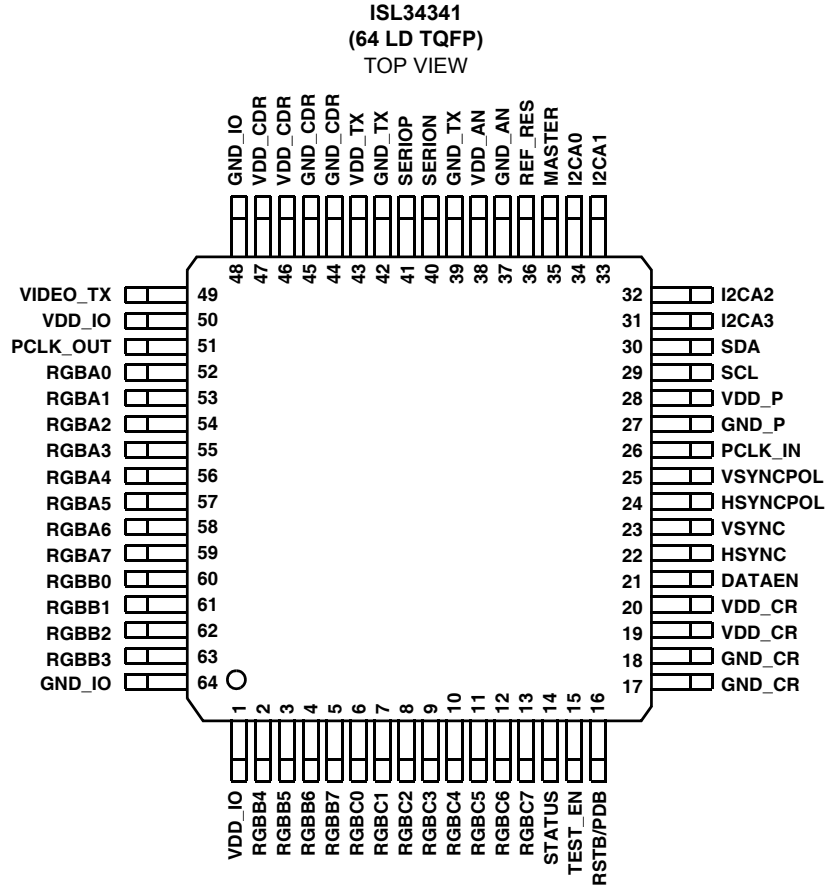 ISL34341
(64 LD TQFP)
TOP VIEW
GND_IO
VDD_CDR
VDD_CDR
GND_CDR
GND_CDR
VDD_TX
GND_TX
SERIOP
SERION
GND_TX
VDD_AN
GND_AN
REF_RES
MASTER
I2CA0
I2CA1
48
47
46
45
44
43
42
41
40
39
38
37
36
35
34
33
VIDEO_TX 49
VDD_IO 50
PCLK_OUT 51
RGBA0 52
RGBA1 53
RGBA2 54
RGBA3 55
RGBA4 56
RGBA5 57
RGBA6 58
RGBA7 59
RGBB0 60
RGBB1 61
RGBB2 62
RGBB3 63
GND_IO 64
32 I2CA2
31 I2CA3
30 SDA
29 SCL
28 VDD_P
27 GND_P
26 PCLK_IN
25 VSYNCPOL
24 HSYNCPOL
23 VSYNC
22 HSYNC
21 DATAEN
20 VDD_CR
19 VDD_CR
18 GND_CR
17 GND_CR
1
2
3
4
5
6
7
8
9
10
11
12
13
14
15
16
VDD_IO
RGBB4
RGBB5
RGBB6
RGBB7
RGBC0
RGBC1
RGBC2
RGBC3
RGBC4
RGBC5
RGBC6
RGBC7
STATUS
TEST_EN
RSTB/PDB